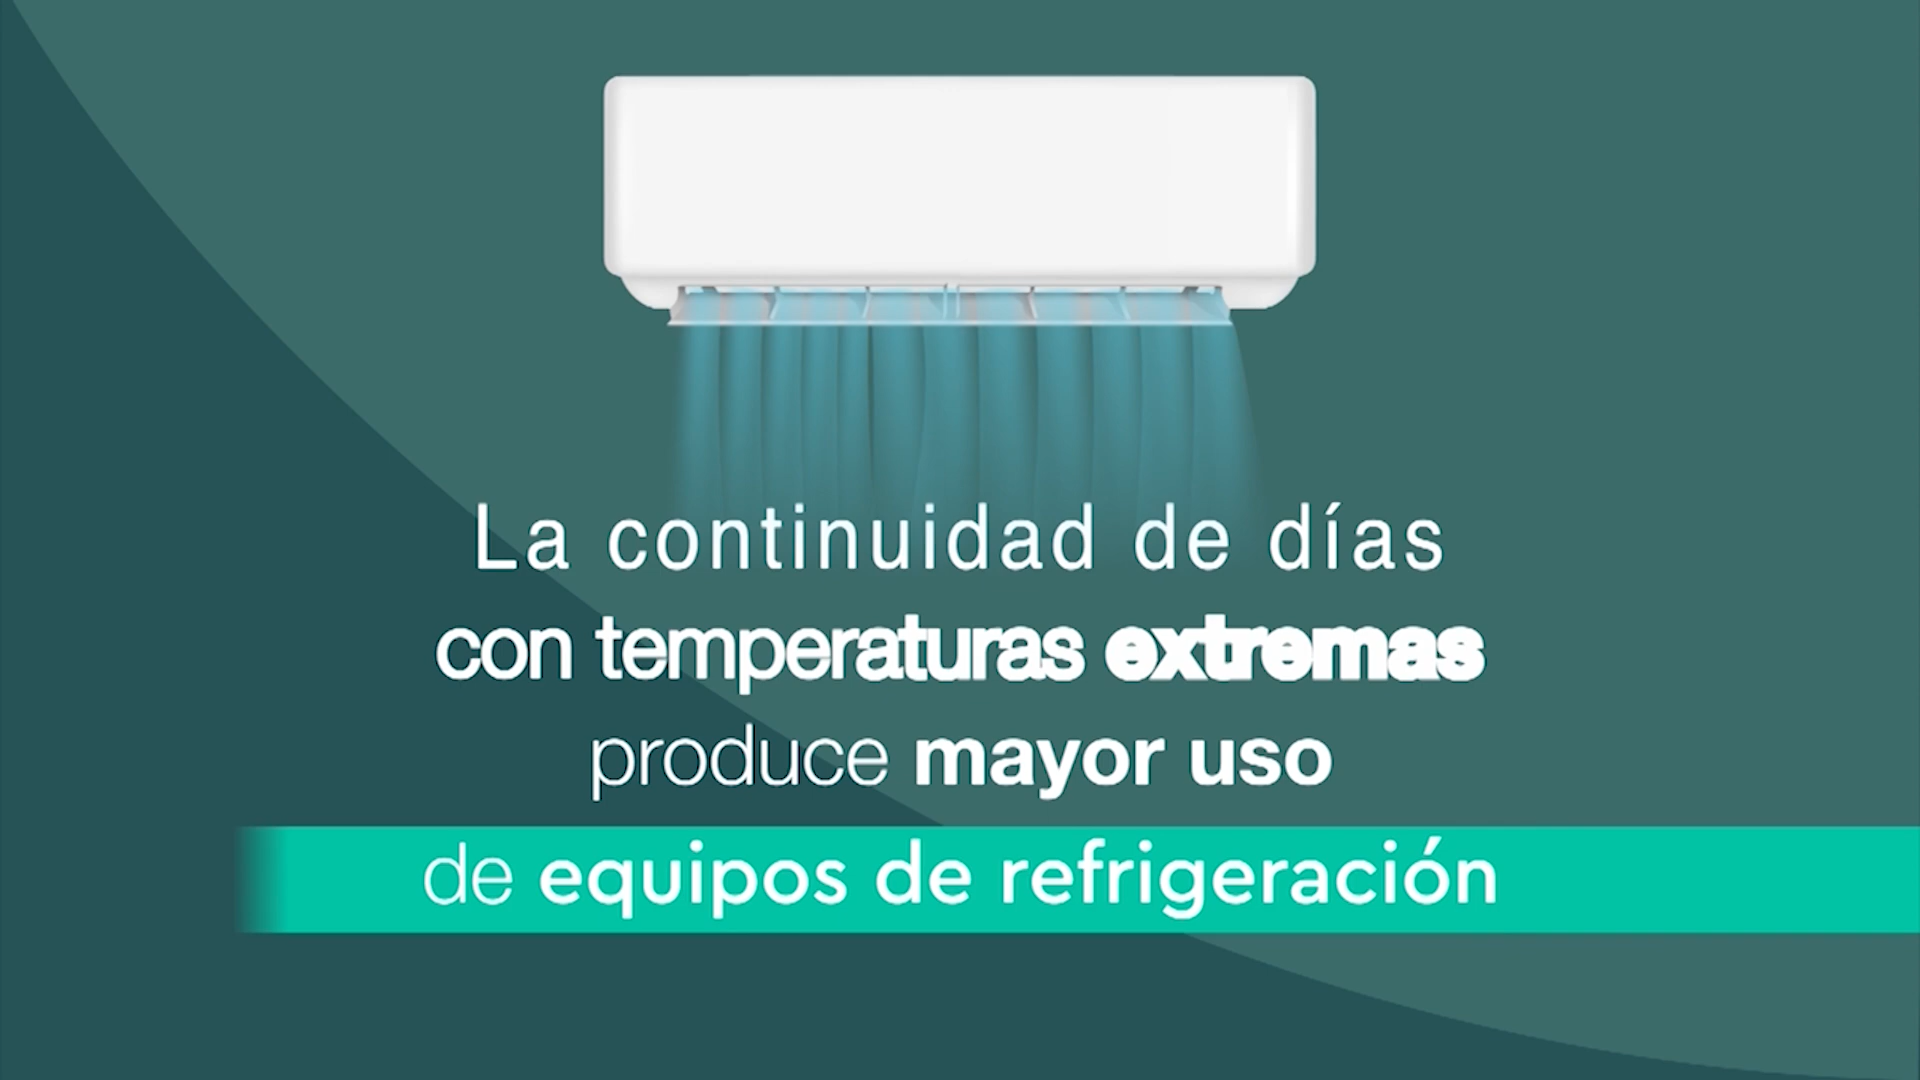 La continuidad de días
con temperaturas extremas
produce mayor uso
de equipos de refrigeración